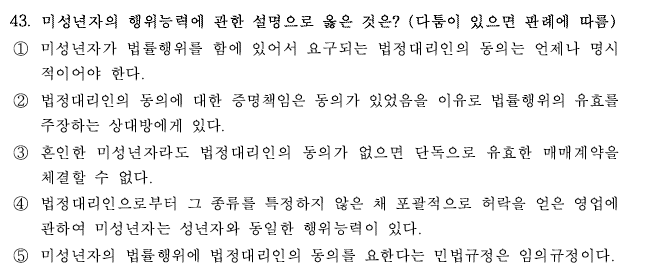 43. 미성년자의 행위능력에 관한 설명으로 옳은 것은? (다툼이 있으면 판례에 따름)
① 미성년자가 법률행위를 함에 있어서 요구되는 법정대리인의 동의는 언제나 명시
적이어야 한다.
② 법정대리인의 동의에 대한 증명책임은 동의가 있었음을 이유로 법률행위의 유효를
주장하는 상대방에게 있다.
③ 혼인한 미성년자라도 법정대리인의 동의가 없으면 단독으로 유효한 매매계약을
체결할 수 없다.
④ 법정대리인으로부터 그 종류를 특정하지 않은 채 포괄적으로 허락을 얻은 영업에
관하여 미성년자는 성년자와 동일한 행위능력이 있다.
⑤ 미성년자의 법률행위에 법정대리인의 동의를 요한다는 민법규정은 임의규정이다.